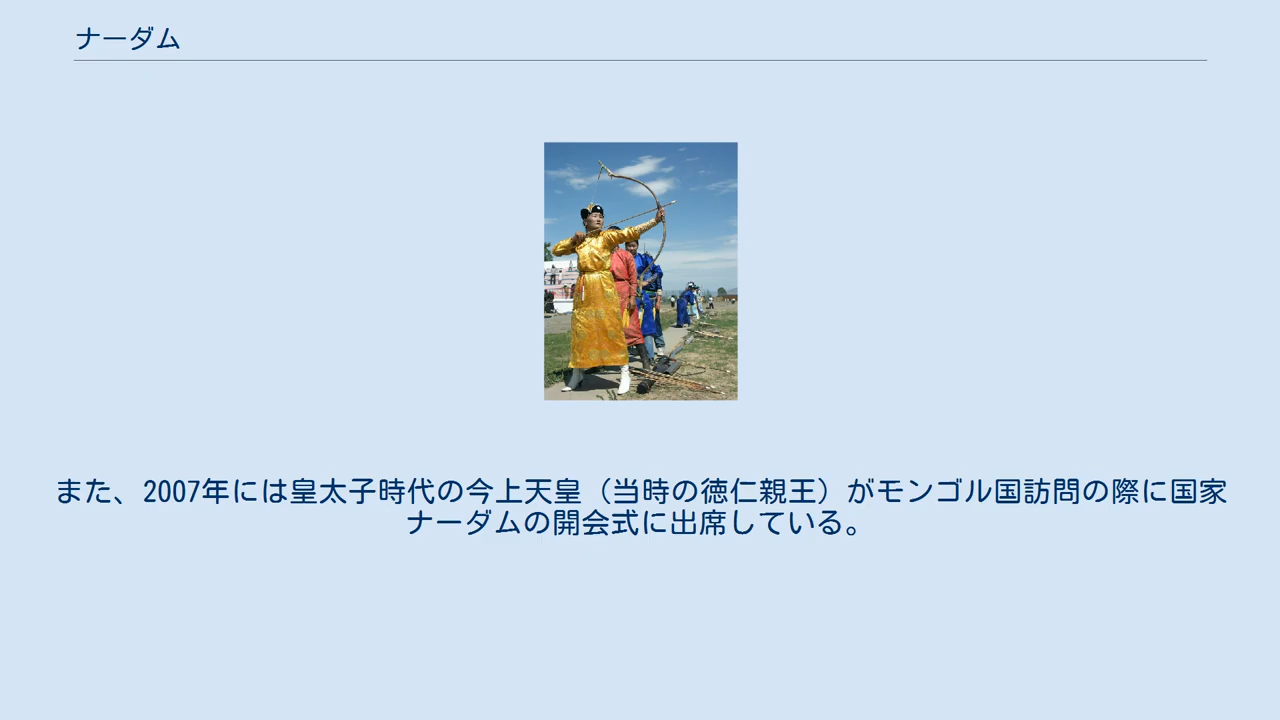 ナーダム
また、2007年には皇太子時代の今上天皇（当時の徳仁親王）がモンゴル国訪問の際に国家
ナーダムの開会式に出席している。